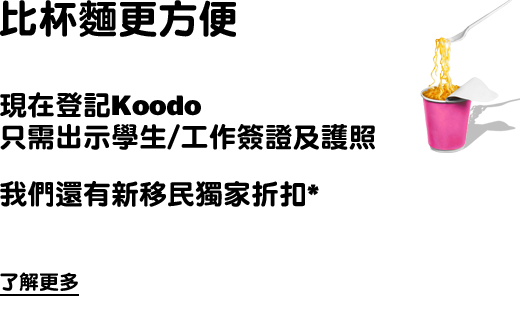 比杯麵更方便
現在登記Koodo
只需出示學生/工作簽證及護照
我們還有新移民獨家折扣*
了解更多